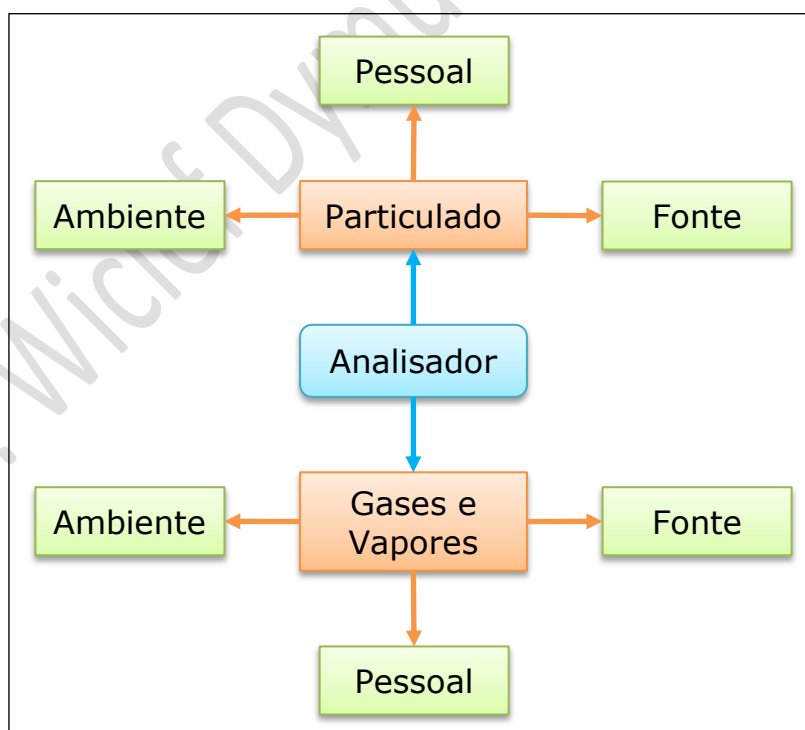 Pessoal
Ambiente
Particulado
Fonte
Analisador
Ambiente
Gases e
Vapores
Fonte
Pessoal